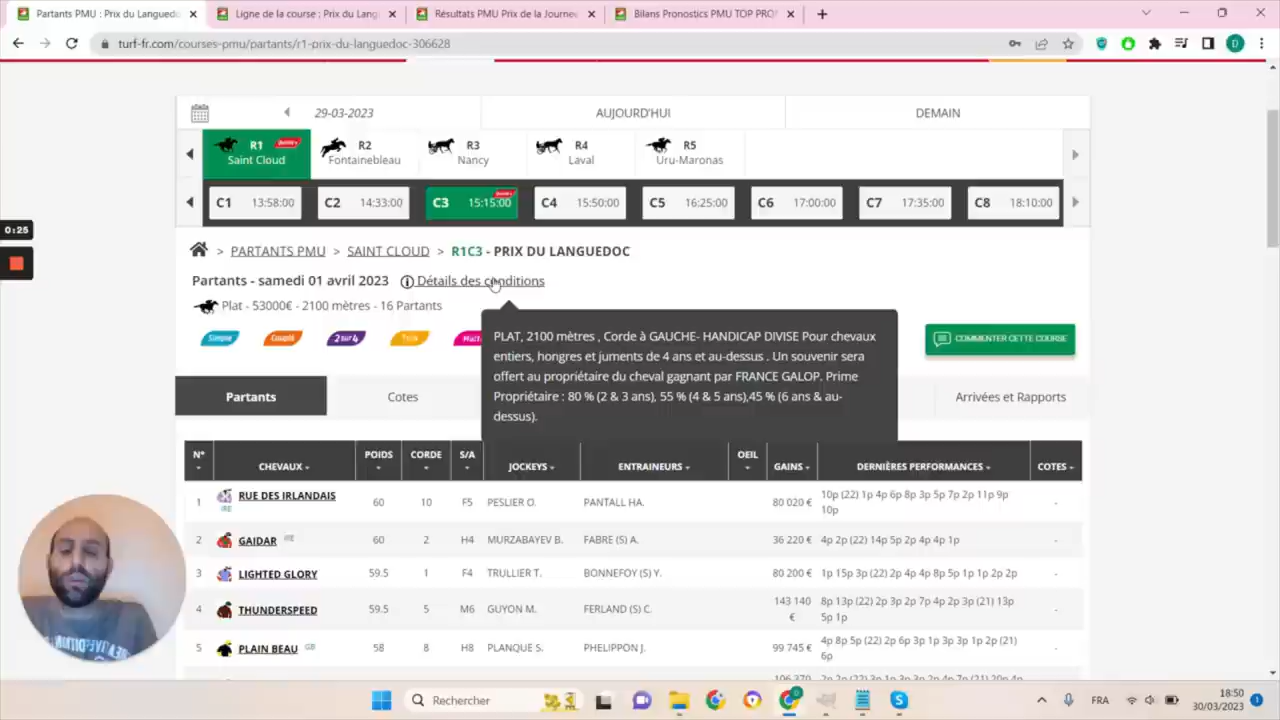 Partants PMU : Prix du Langued
Ligne de la course : Prix du Lang
Résultats PMU Prix de la Journee
Bilans Pronostics PMU TOP PRO
turf-fr.com/courses-pmu/partants/r1-prix-du-languedoc-306628
29-03-2023
AUJOURD'HUI
DEMAIN
R1
Saint Cloud
R2
Fontainebleau
R3
Nancy
R4
Laval
R5
Uru-Maronas
C1 13:58:00
C2 14:33:00
C3 15:15:00
C4 15:50:00
C5 16:25:00
C6 17:00:00
C7 17:35:00
C8 18:10:00
0:25
> PARTANTS PMU > SAINT CLOUD > R1C3 - PRIX DU LANGUEDOC
Partants - samedi 01 avril 2023 Détails des conditions
Plat - 53000€ - 2100 mètres - 16 Partants
Simple
Couplé
2 sur 4
PLAT, 2100 mètres , Corde à GAUCHE- HANDICAP DIVISE Pour chevaux
entiers, hongres et juments de 4 ans et au-dessus . Un souvenir sera
offert au propriétaire du cheval gagnant par FRANCE GALOP. Prime
Propriétaire : 80 % (2 & 3 ans), 55 % (4 & 5 ans),45 % (6 ans & au-
dessus).
COMMENTER CETTE COURSE
Partants
Cotes
Arrivées et Rapports
N° CHEVAUX POIDS CORDE S/A JOCKEYS ENTRAINEURS OEIL GAINS DERNIÈRES PERFORMANCES COTES
1 RUE DES IRLANDAIS IRE 60 10 F5 PESLIER O. PANTALL HA. 80 020 € 10p (22) 1p 4p 6p 8p 3p 5p 7p 2p 11p 9p
10p
-
2 GAIDAR 60 2 H4 MURZABAYEV B. FABRE (S) A. 36 220 € 4p 2p (22) 14p 5p 2p 4p 4p 1p -
3 LIGHTED GLORY 59.5 1 F4 TRULLIER T. BONNEFOY (S) Y. 80 200 € 1p 15p 3p (22) 2p 4p 4p 8p 5p 1p 1p 2p 2p -
4 THUNDERSPEED 59.5 5 M6 GUYON M. FERLAND (S) C. 143 140
€
8p 13p (22) 2p 3p 2p 7p 4p 2p 3p (21) 13p
5p 1p
-
5 PLAIN BEAU GB 58 8 H8 PLANQUE S. PHELIPPON J. 99 745 € 4p 8p 5p (22) 2p 6p 3p 1p 3p 3p 1p 2p (21)
6p
-
Rechercher
FRA
18:50
30/03/2023